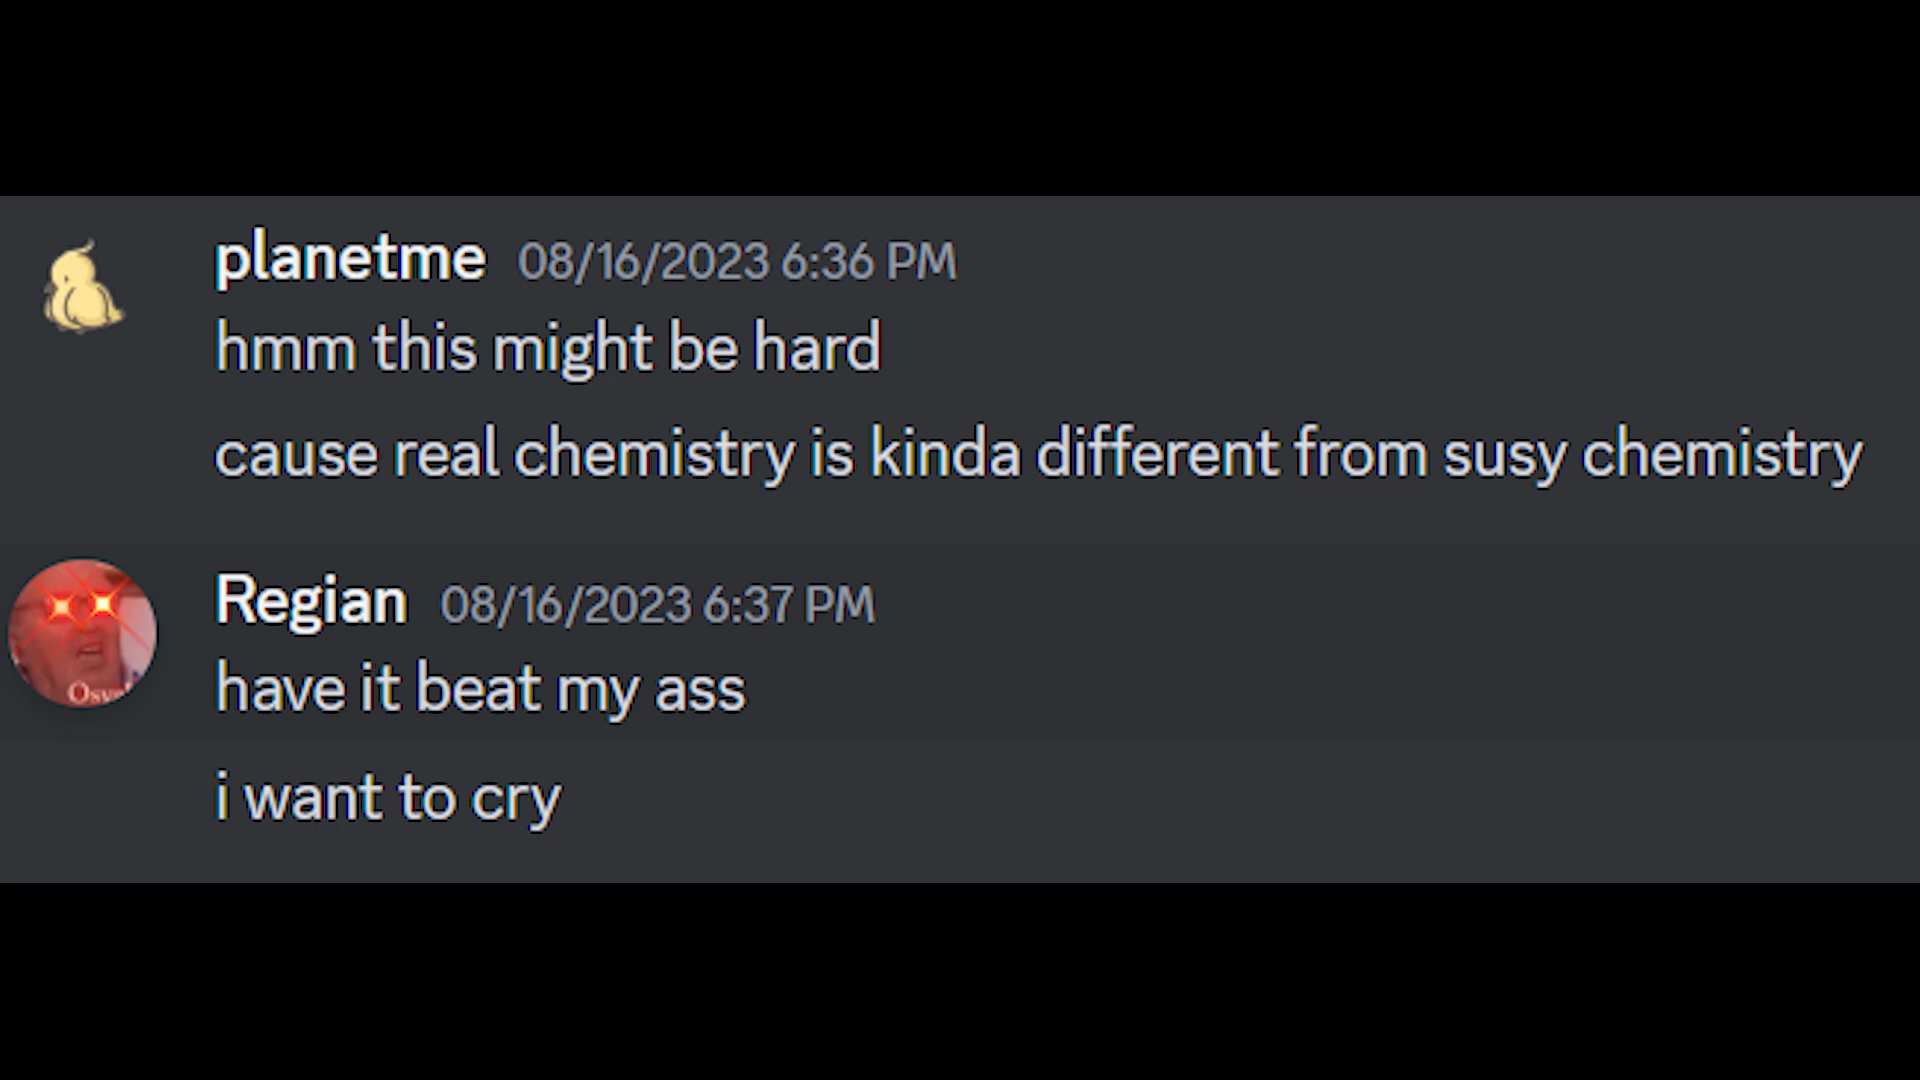 planetme 08/16/2023 6:36 PM
hmm this might be hard
cause real chemistry is kinda different from susy chemistry
Regian 08/16/2023 6:37 PM
have it beat my ass
i want to cry